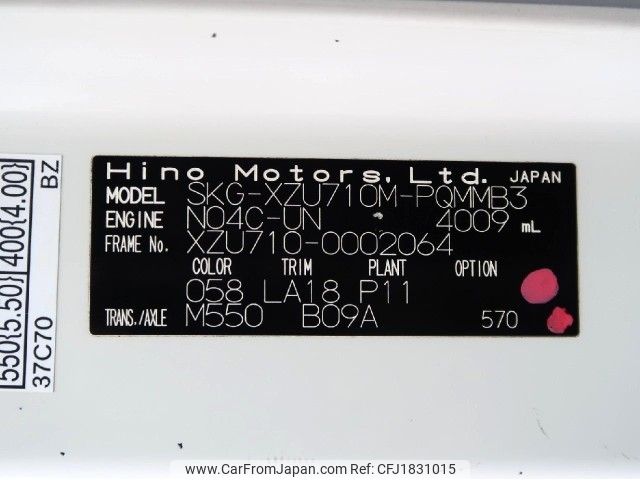 Hino Motors, Ltd. JAPAN
MODEL SKG-XZU710M-PQMMB3
ENGINE N04C-UN 4009 mL
FRAME No. XZU710-0002064
COLOR TRIM PLANT OPTION
058 LA18 P11
TRANS./AXLE M550 B09A 570
550{5.50} 400{4.00}
37C70 BZ
www.CarFromJapan.com © CarFromJapan - CFJ1831015